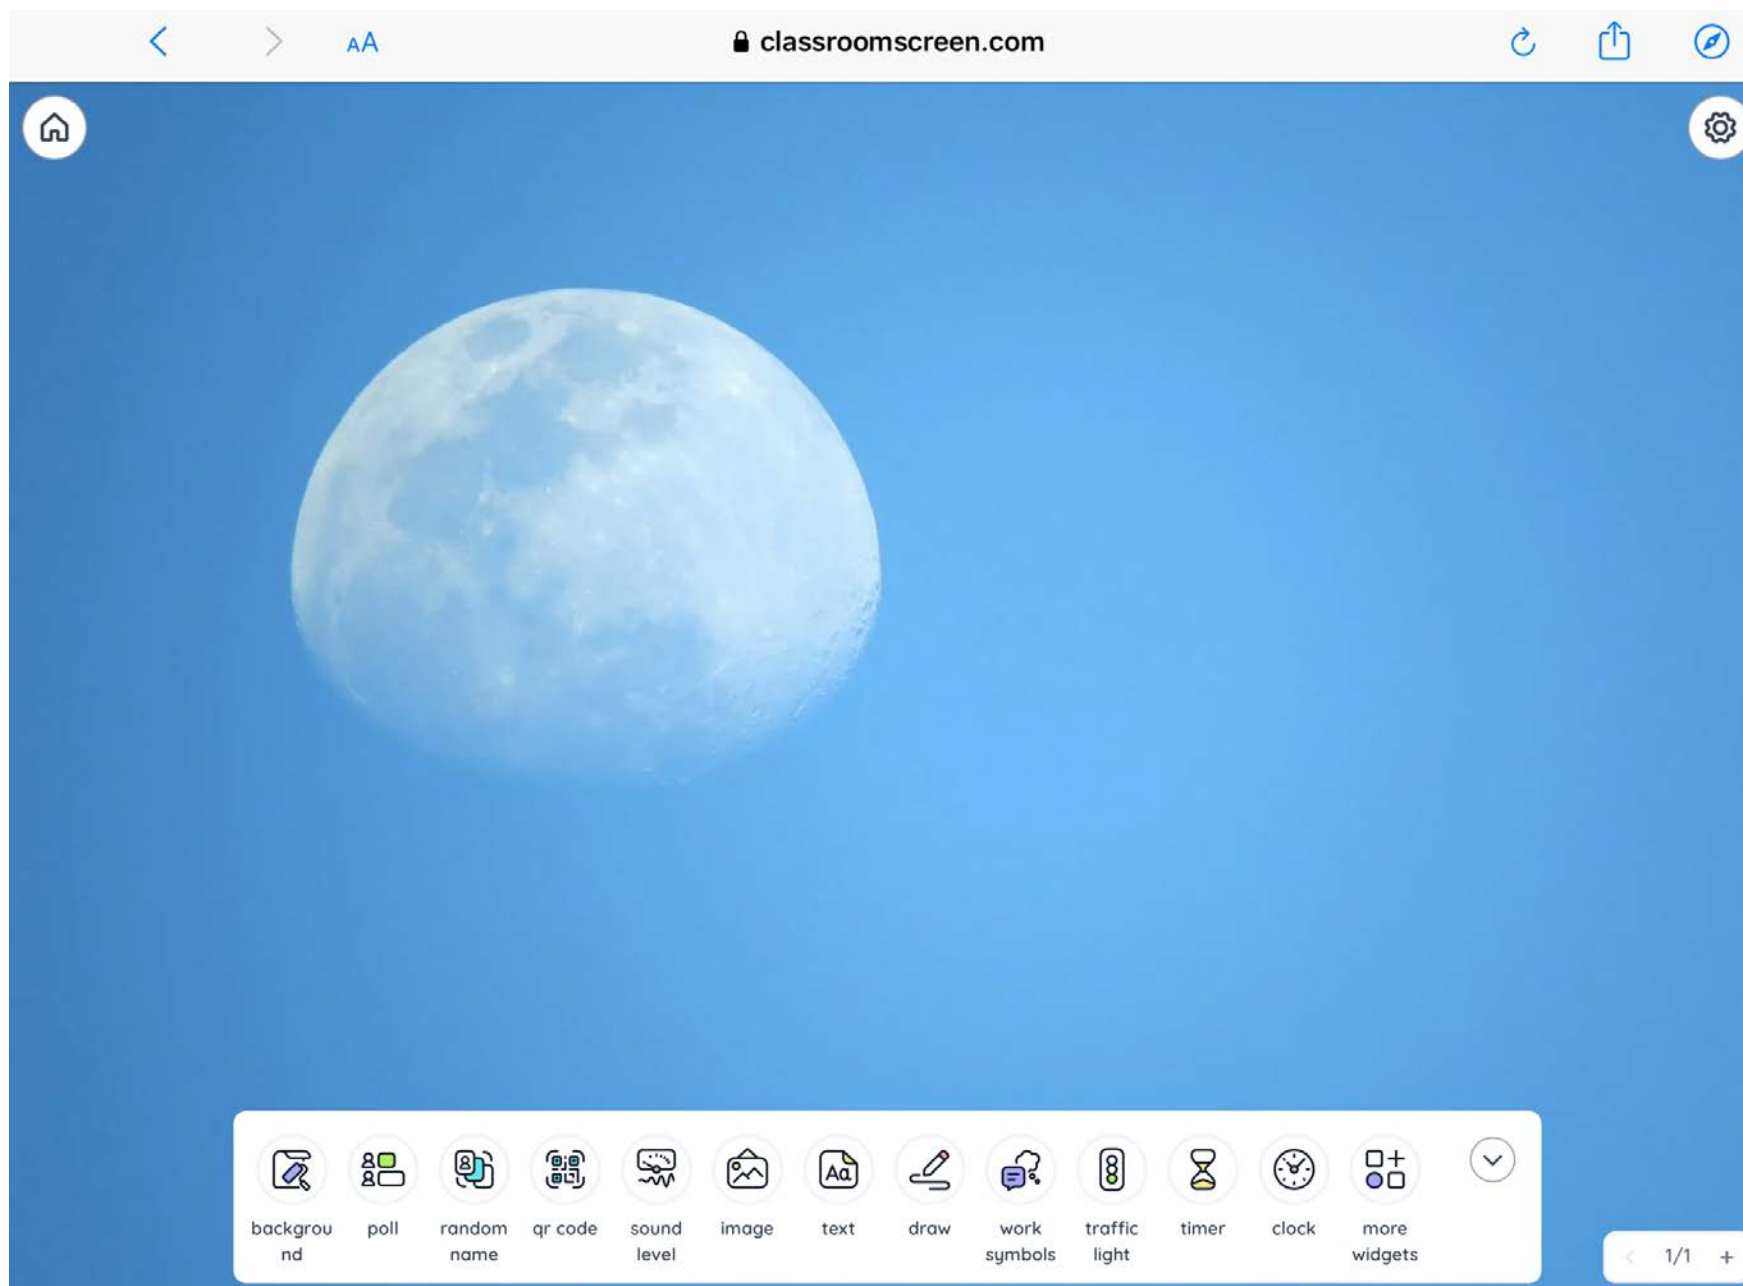 AA
classroomscreen.com
backgrou
nd
poll
random
name
qr code
sound
level
image
Aa
text
draw
work
symbols
traffic
light
timer
clock
more
widgets
1/1 +